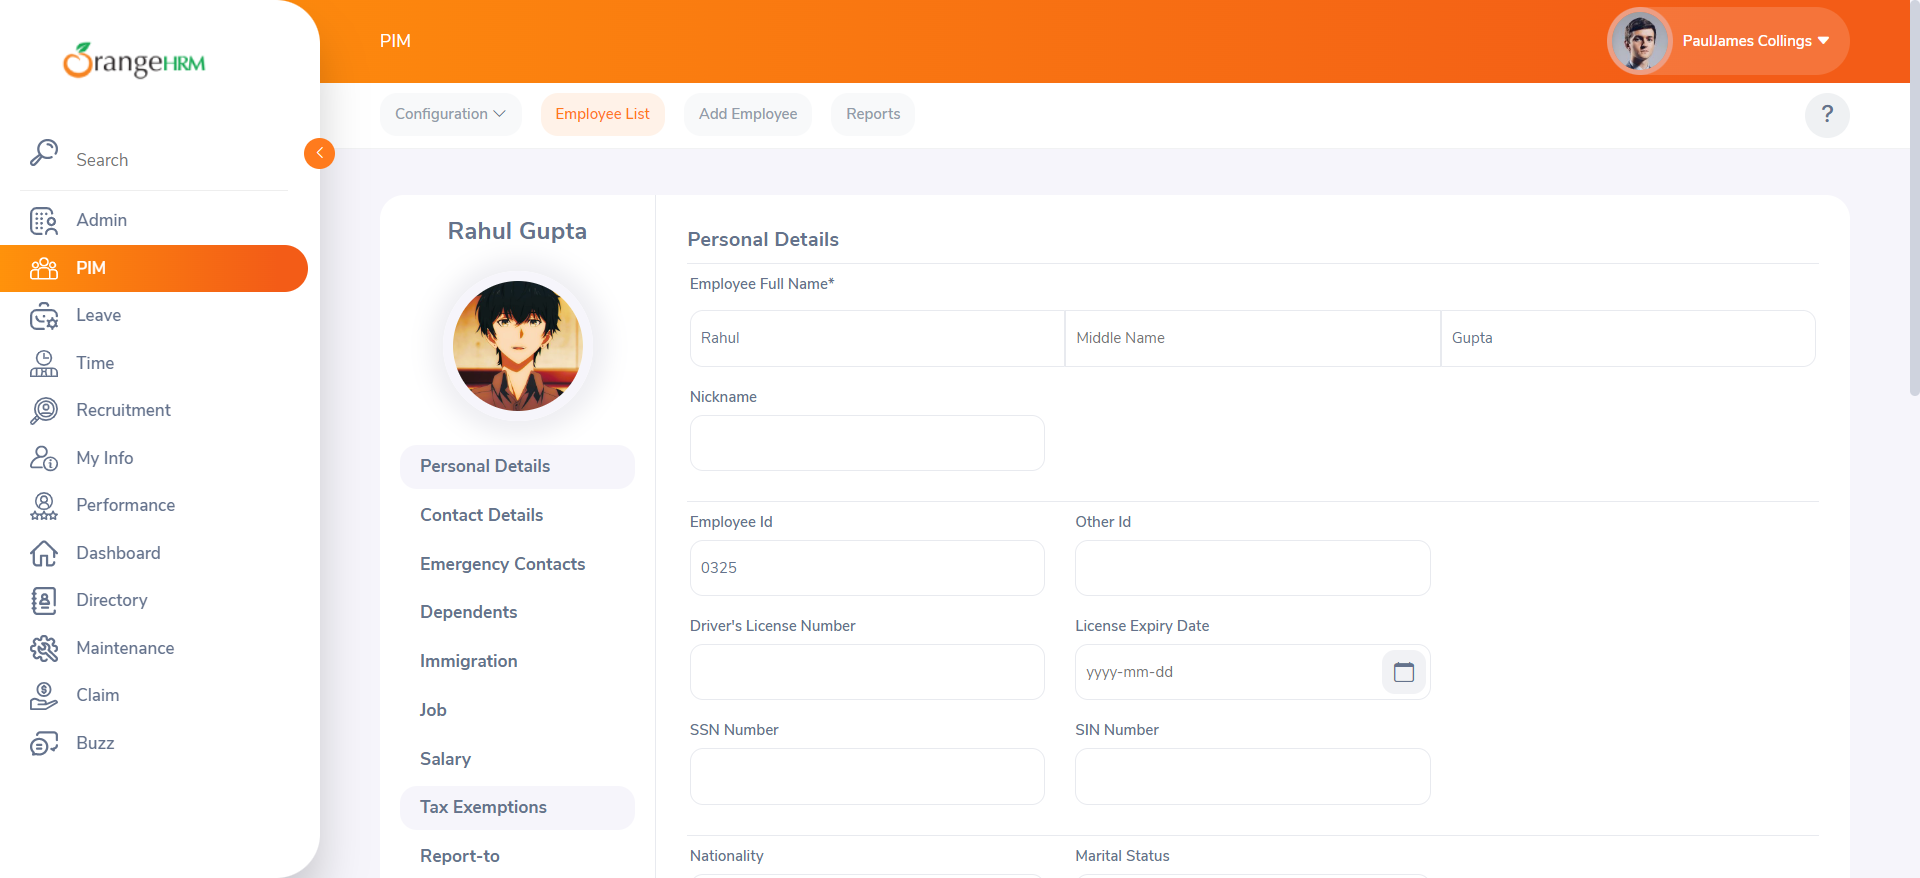 OrangeHRM
Search
Admin
PIM
Leave
Time
Recruitment
My Info
Performance
Dashboard
Directory
Maintenance
Claim
Buzz
PIM
PaulJames Collings
Configuration
Employee List
Add Employee
Reports
?
Rahul Gupta
Personal Details
Contact Details
Emergency Contacts
Dependents
Immigration
Job
Salary
Tax Exemptions
Report-to
Personal Details
Employee Full Name*
Rahul
Middle Name
Gupta
Nickname
Employee Id
Other Id
0325
Driver's License Number
License Expiry Date
yyyy-mm-dd
SSN Number
SIN Number
Nationality
Marital Status